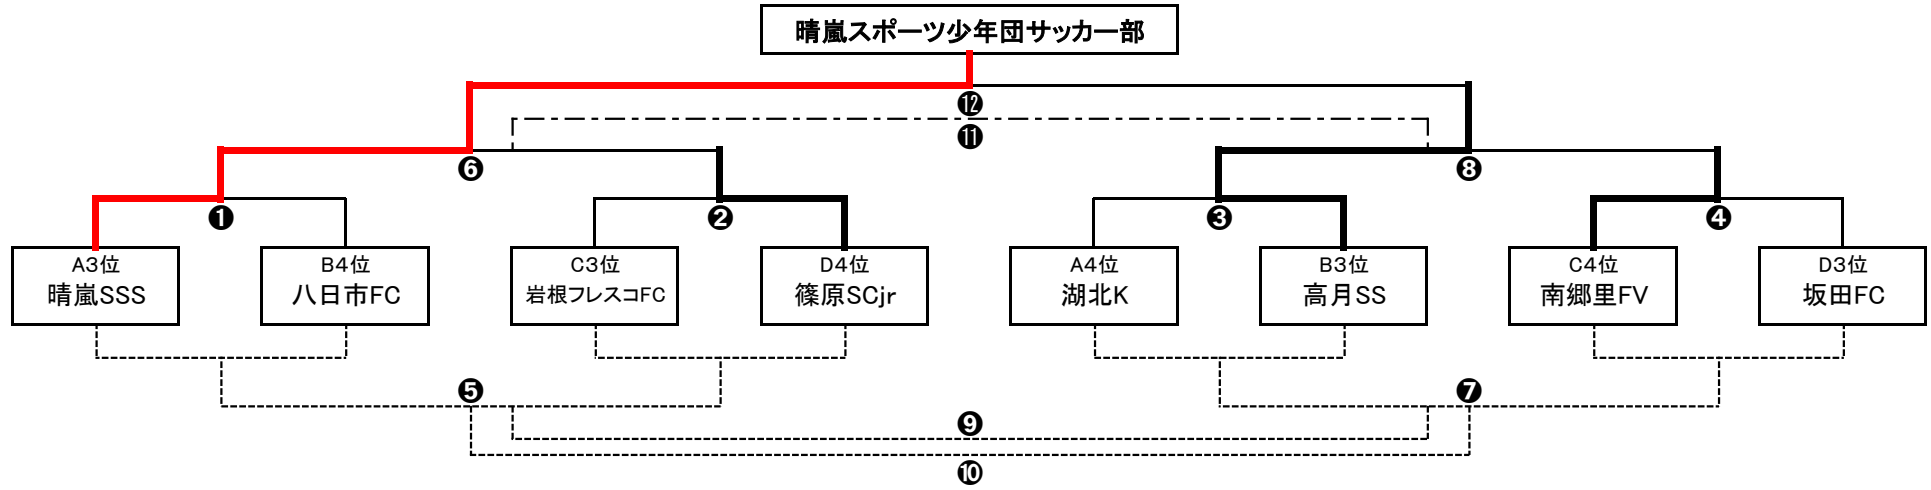 晴嵐スポーツ少年団サッカー部
⓬
⓫
❻
❽
❶
❷
❸
❹
A3位
晴嵐SSS
B4位
八日市FC
C3位
岩根フレスコFC
D4位
篠原SCjr
A4位
湖北K
B3位
高月SS
C4位
南郷里FV
D3位
坂田FC
❺
❼
❾
❿